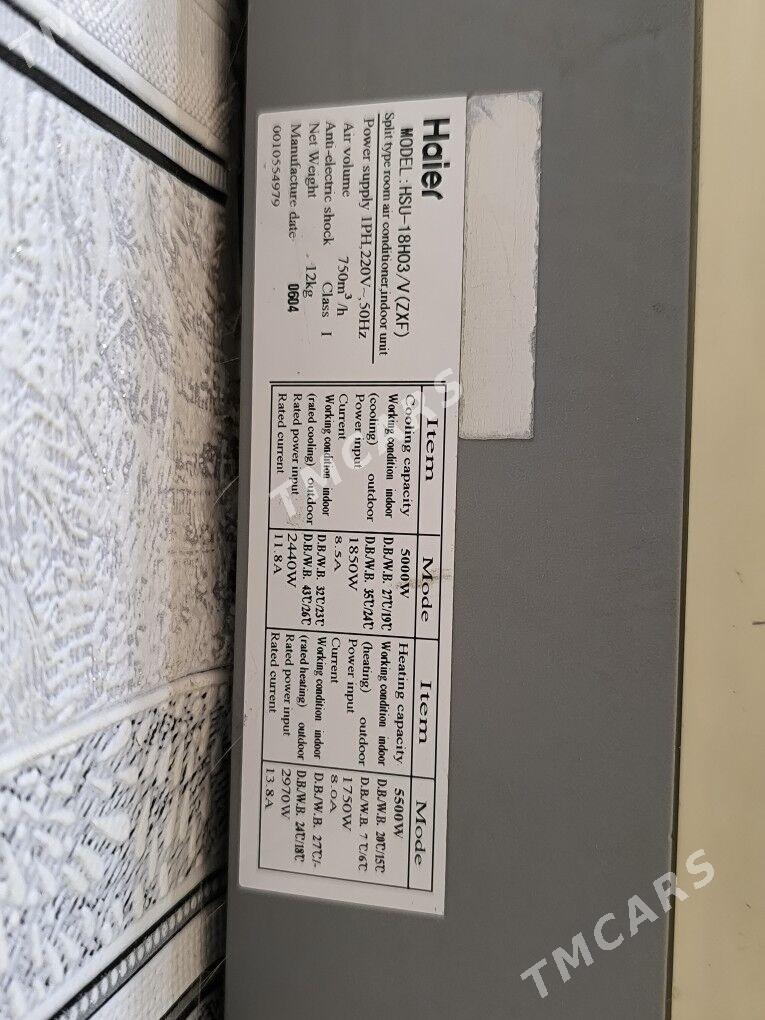 Haier
MODEL:HSU-18H03/V(ZXF)
Split type room air conditioner,indoor unit
Power supply 1PH,220V~,50Hz
Air volume 750m³/h
Anti-electric shock Class I
Net Weight 12kg
Manufacture date 0604
0010554979
Item Mode Item Mode
Cooling capacity 5000W Heating capacity 5500W
Working condition indoor D.B./W.B. 27℃/19℃ Working condition indoor D.B./W.B. 20℃/15℃
(cooling) outdoor D.B./W.B. 35℃/24℃ (heating) outdoor D.B./W.B. 7℃/6℃
Power input 1850W Power input 1750W
Current 8.5A Current 8.0A
Working condition indoor D.B./W.B. 32℃/23℃ Working condition indoor D.B./W.B. 27℃/-
(rated cooling) outdoor D.B./W.B. 43℃/26℃ (rated heating) outdoor D.B./W.B. 24℃/18℃
Rated power input 2440W Rated power input 2970W
Rated current 11.8A Rated current 13.8A
TMCARS
TMCARS